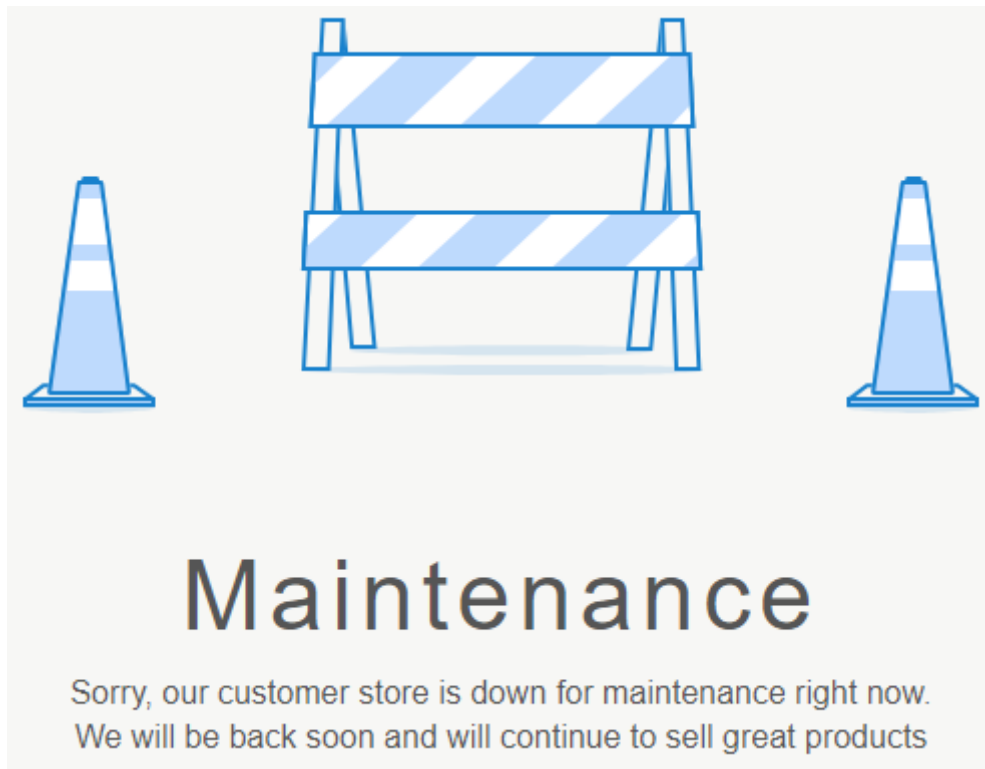 Maintenance
Sorry, our customer store is down for maintenance right now.
We will be back soon and will continue to sell great products